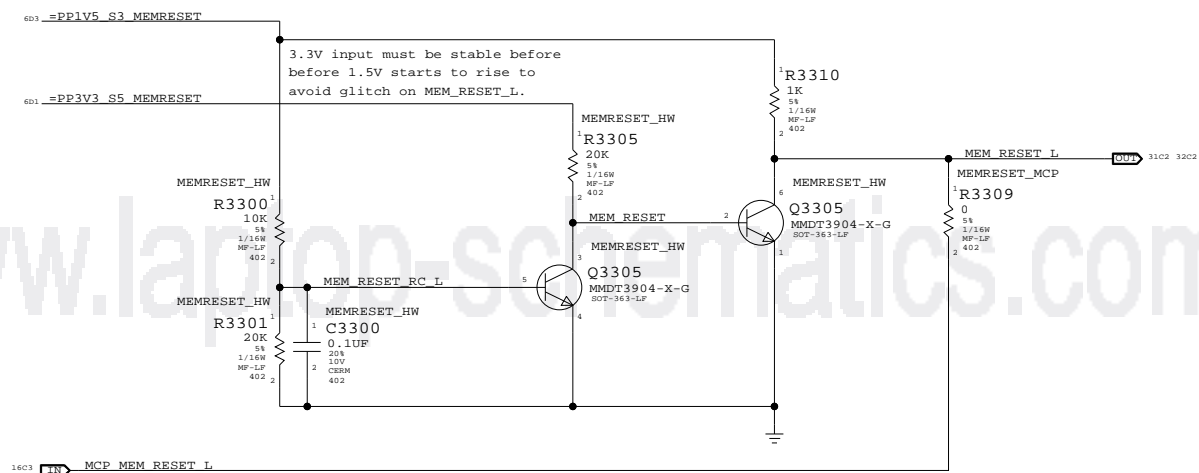 6D3 =PP1V5_S3_MEMRESET
3.3V input must be stable before
before 1.5V starts to rise to
avoid glitch on MEM_RESET_L.
6D1 =PP3V3_S5_MEMRESET
1
R3310
1K
5%
1/16W
MF-LF
402
2
MEMRESET_HW
1
R3305
20K
5%
1/16W
MF-LF
402
2
MEM_RESET_L
OUT 31C2 32C2
MEMRESET_MCP
1
R3309
0
5%
1/16W
MF-LF
402
2
MEMRESET_HW
1
R3300
10K
5%
1/16W
MF-LF
402
2
MEM_RESET
2
MEMRESET_HW
6
Q3305
MMDT3904-X-G
SOT-363-LF
1
MEMRESET_HW
3
Q3305
MMDT3904-X-G
SOT-363-LF
4
MEM_RESET_RC_L
5
MEMRESET_HW
1
R3301
20K
5%
1/16W
MF-LF
402
2
MEMRESET_HW
1
C3300
0.1UF
20%
10V
CERM
402
2
16C3 IN MCP_MEM_RESET_L
w.laptop-schematics.com